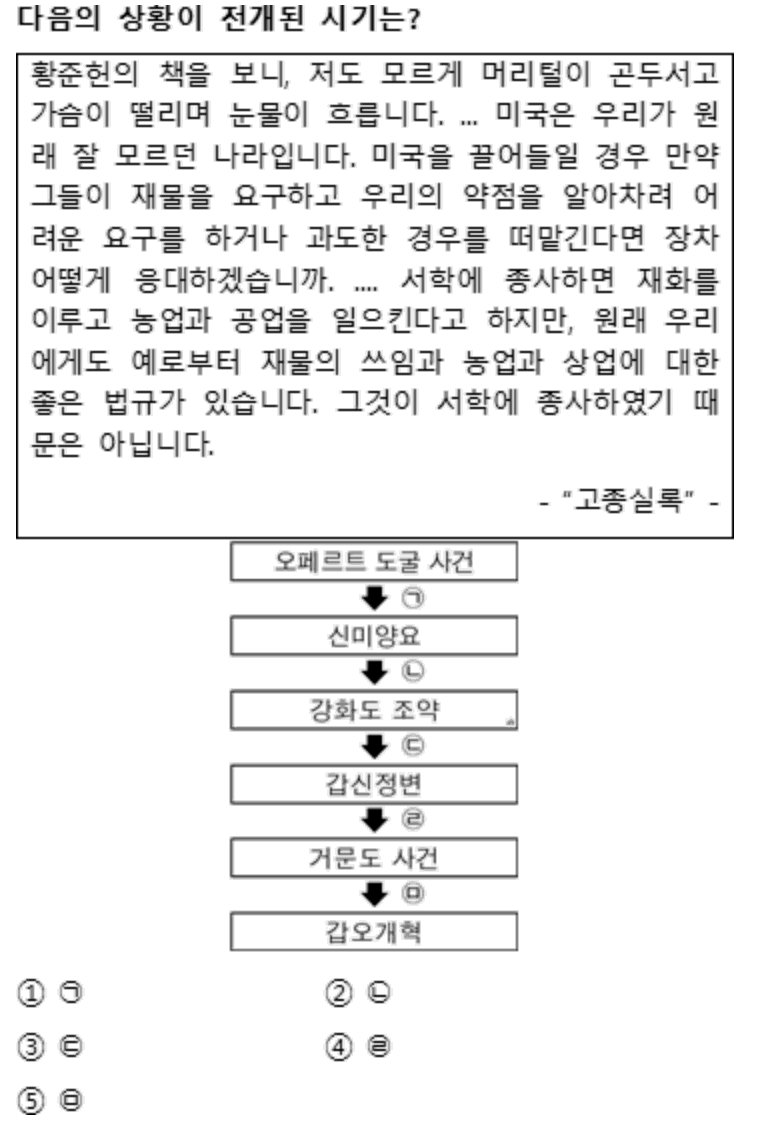 다음의 상황이 전개된 시기는?
황준헌의 책을 보니, 저도 모르게 머리털이 곤두서고
가슴이 떨리며 눈물이 흐릅니다. ... 미국은 우리가 원
래 잘 모르던 나라입니다. 미국을 끌어들일 경우 만약
그들이 재물을 요구하고 우리의 약점을 알아차려 어
려운 요구를 하거나 과도한 경우를 떠맡긴다면 장차
어떻게 응대하겠습니까. .... 서학에 종사하면 재화를
이루고 농업과 공업을 일으킨다고 하지만, 원래 우리
에게도 예로부터 재물의 쓰임과 농업과 상업에 대한
좋은 법규가 있습니다. 그것이 서학에 종사하였기 때
문은 아닙니다.
- "고종실록" -
오페르트 도굴 사건
㉠
신미양요
㉡
강화도 조약
㉢
갑신정변
㉣
거문도 사건
㉤
갑오개혁
① ㉠ ② ㉡
③ ㉢ ④ ㉣
⑤ ㉤